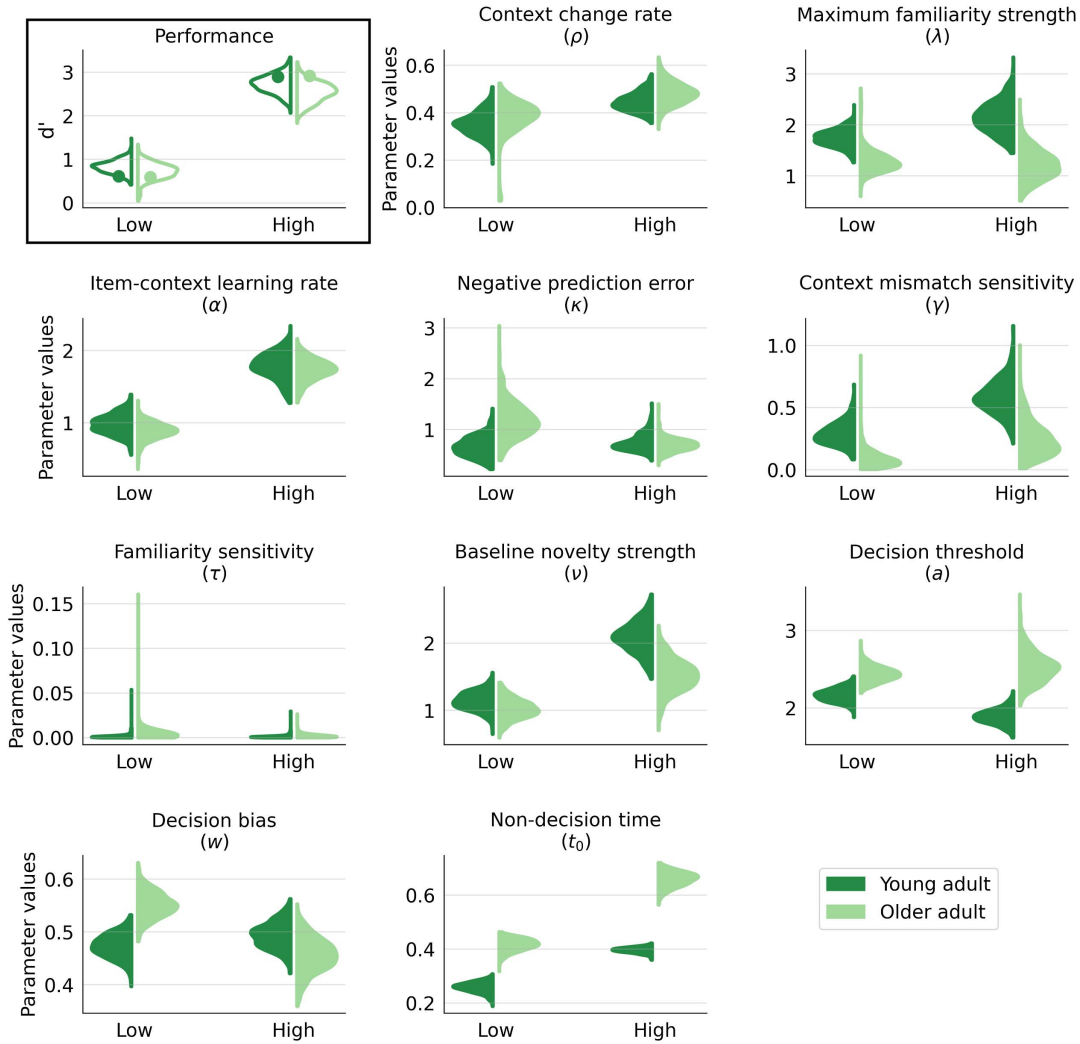 Performance
d'
3
2
1
0
Low
High
Context change rate
(ρ)
Parameter values
0.6
0.4
0.2
0.0
Low
High
Maximum familiarity strength
(λ)
3
2
1
Low
High
Item-context learning rate
(α)
Parameter values
2
1
Low
High
Negative prediction error
(κ)
3
2
1
Low
High
Context mismatch sensitivity
(γ)
1.0
0.5
0.0
Low
High
Familiarity sensitivity
(τ)
Parameter values
0.15
0.10
0.05
0.00
Low
High
Baseline novelty strength
(ν)
2
1
Low
High
Decision threshold
(a)
3
2
Low
High
Decision bias
(w)
Parameter values
0.6
0.5
0.4
Low
High
Non-decision time
(t₀)
0.6
0.4
0.2
Low
High
Young adult
Older adult